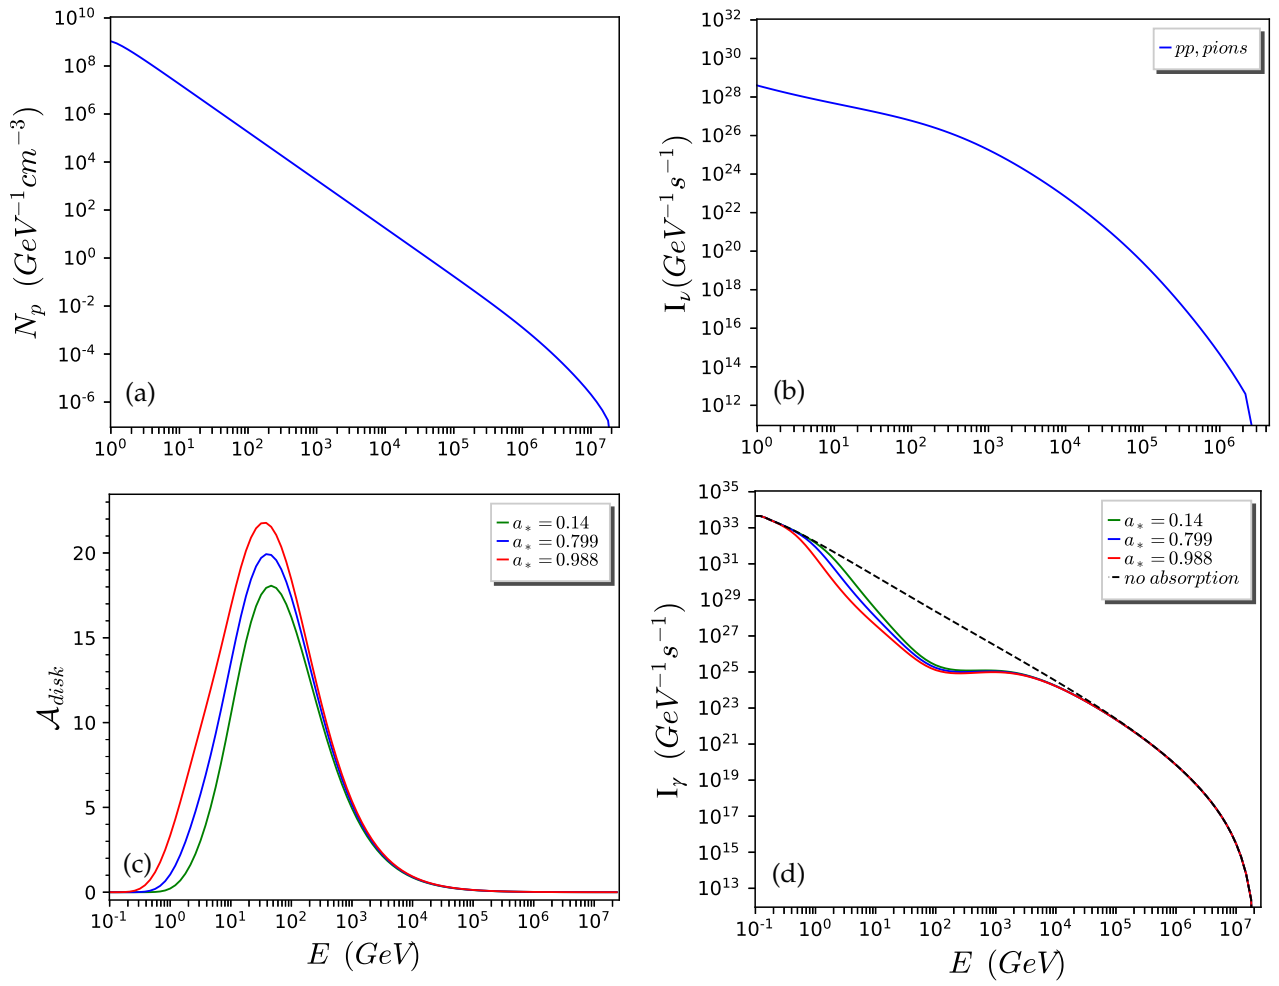 10^10
10^8
10^6
10^4
10^2
10^0
10^-2
10^-4
10^-6
N_p (GeV^-1 cm^-3)
(a)
10^0 10^1 10^2 10^3 10^4 10^5 10^6 10^7
10^32
10^30
10^28
10^26
10^24
10^22
10^20
10^18
10^16
10^14
10^12
I_ν (GeV^-1 s^-1)
pp, pions
(b)
10^0 10^1 10^2 10^3 10^4 10^5 10^6
20
15
10
5
0
A_disk
a_* = 0.14
a_* = 0.799
a_* = 0.988
(c)
10^-1 10^0 10^1 10^2 10^3 10^4 10^5 10^6 10^7
E (GeV)
10^35
10^33
10^31
10^29
10^27
10^25
10^23
10^21
10^19
10^17
10^15
10^13
I_γ (GeV^-1 s^-1)
a_* = 0.14
a_* = 0.799
a_* = 0.988
no absorption
(d)
10^-1 10^0 10^1 10^2 10^3 10^4 10^5 10^6 10^7
E (GeV)